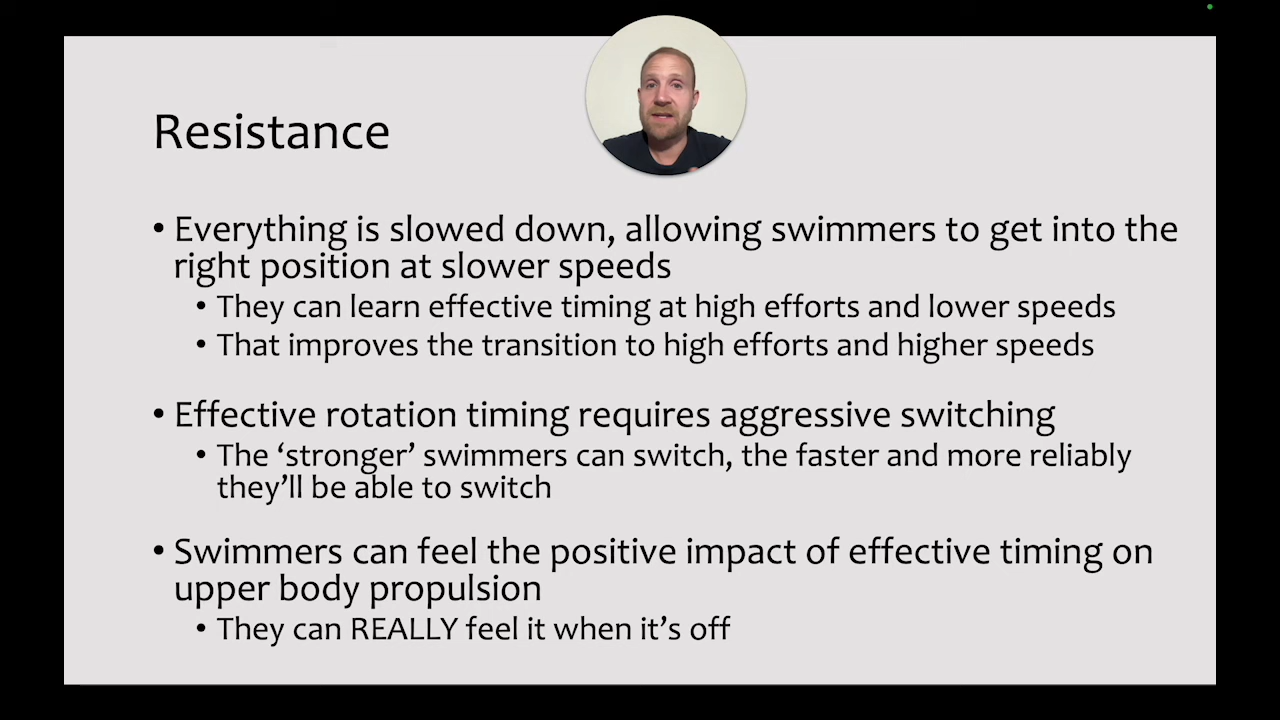 Resistance
• Everything is slowed down, allowing swimmers to get into the
right position at slower speeds
• They can learn effective timing at high efforts and lower speeds
• That improves the transition to high efforts and higher speeds
• Effective rotation timing requires aggressive switching
• The ‘stronger’ swimmers can switch, the faster and more reliably
they’ll be able to switch
• Swimmers can feel the positive impact of effective timing on
upper body propulsion
• They can REALLY feel it when it’s off